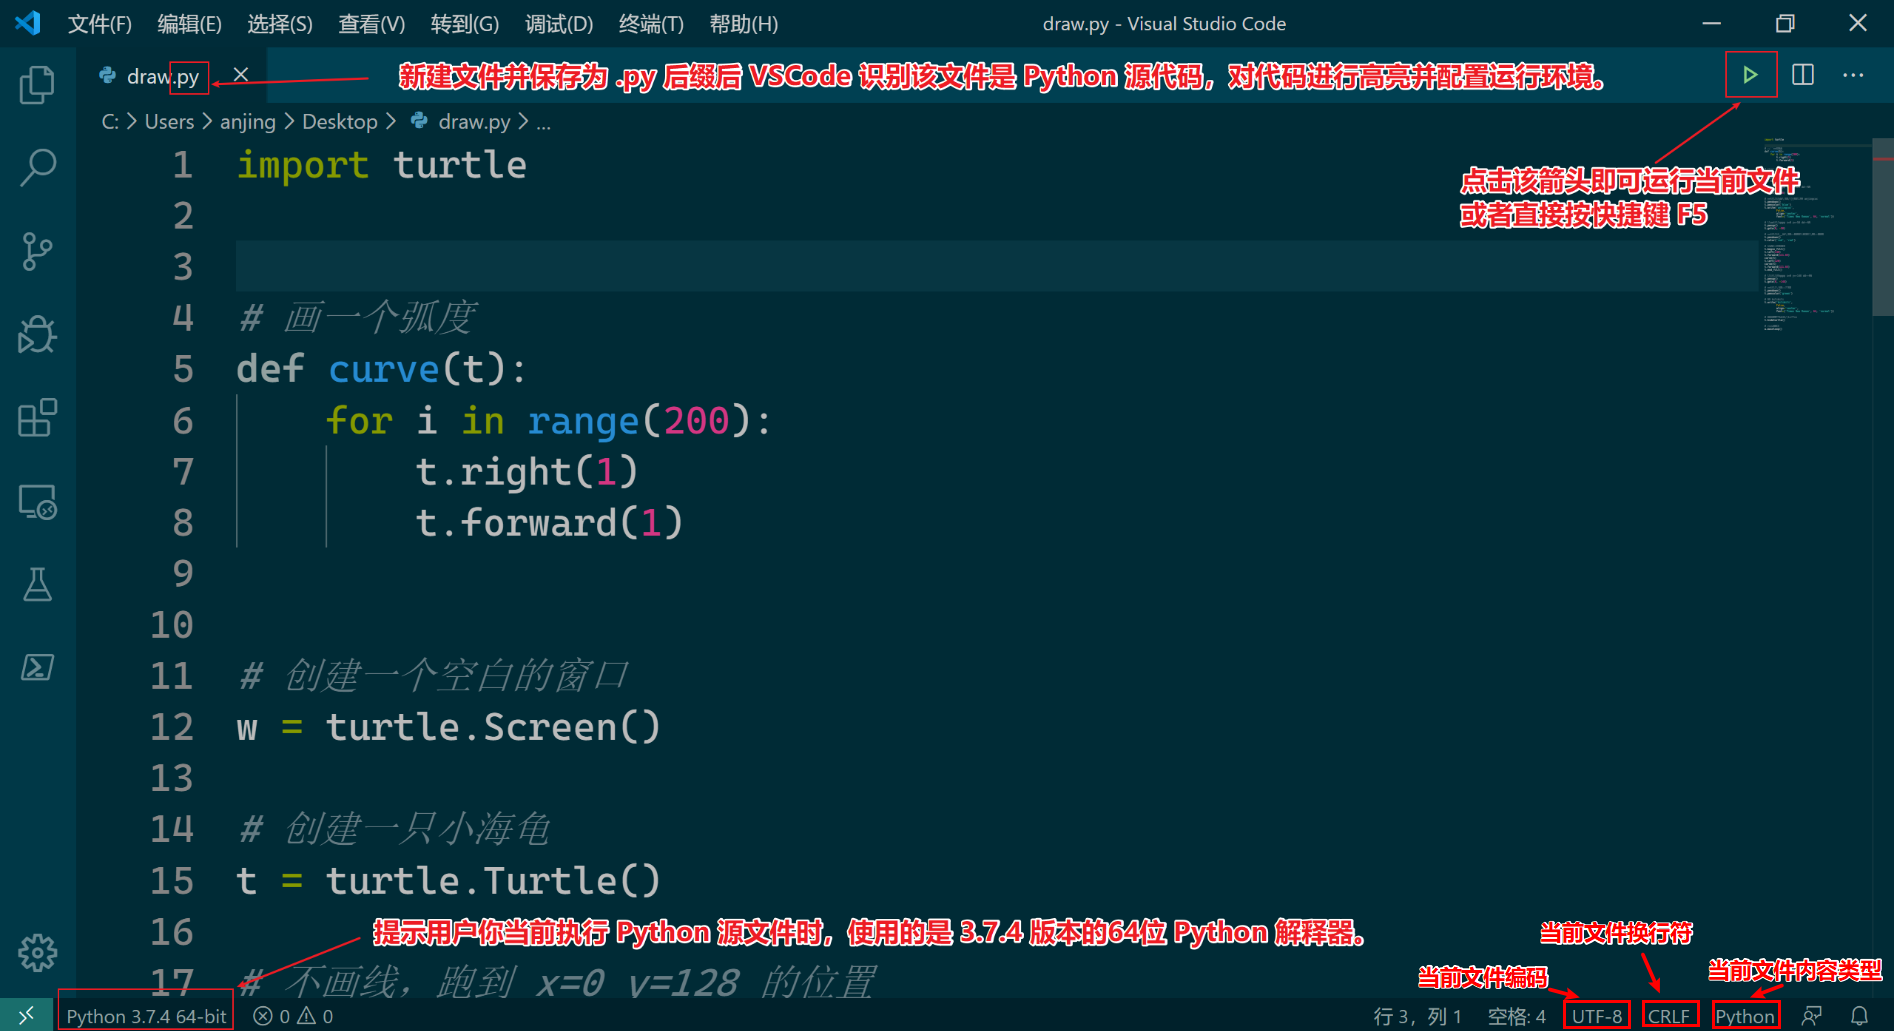 文件(F) 编辑(E) 选择(S) 查看(V) 转到(G) 调试(D) 终端(T) 帮助(H) draw.py - Visual Studio Code
draw.py
新建文件并保存为 .py 后缀后 VSCode 识别该文件是 Python 源代码，对代码进行高亮并配置运行环境。
C: > Users > anjing > Desktop > draw.py > ...
点击该箭头即可运行当前文件
或者直接按快捷键 F5
1 import turtle
2
3
4 # 画一个弧度
5 def curve(t):
6 for i in range(200):
7 t.right(1)
8 t.forward(1)
9
10
11 # 创建一个空白的窗口
12 w = turtle.Screen()
13
14 # 创建一只小海龟
15 t = turtle.Turtle()
16
提示用户你当前执行 Python 源文件时，使用的是 3.7.4 版本的64位 Python 解释器。
当前文件换行符
当前文件编码
当前文件内容类型
17 # 不画线，跑到 x=0 y=128 的位置
Python 3.7.4 64-bit 0 0 行 3，列 1 空格: 4 UTF-8 CRLF Python